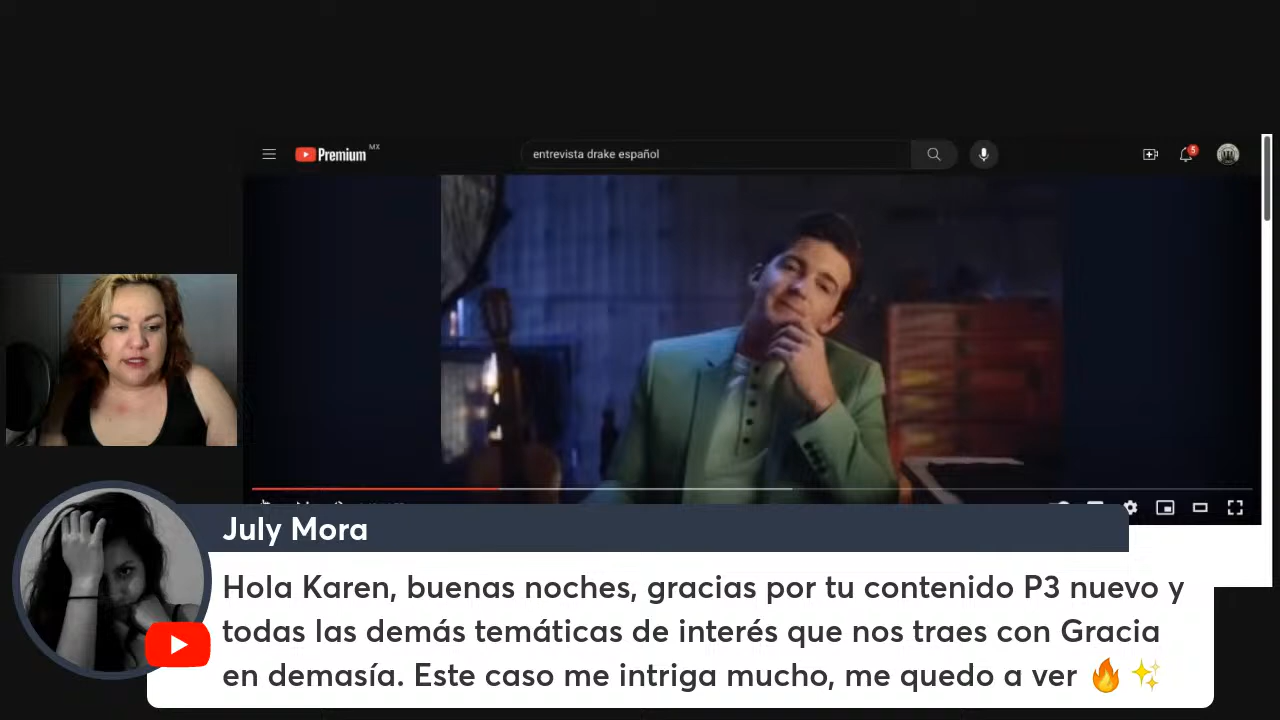 Premium MX
entrevista drake español
5
July Mora
Hola Karen, buenas noches, gracias por tu contenido P3 nuevo y
todas las demás temáticas de interés que nos traes con Gracia
en demasía. Este caso me intriga mucho, me quedo a ver 🔥✨